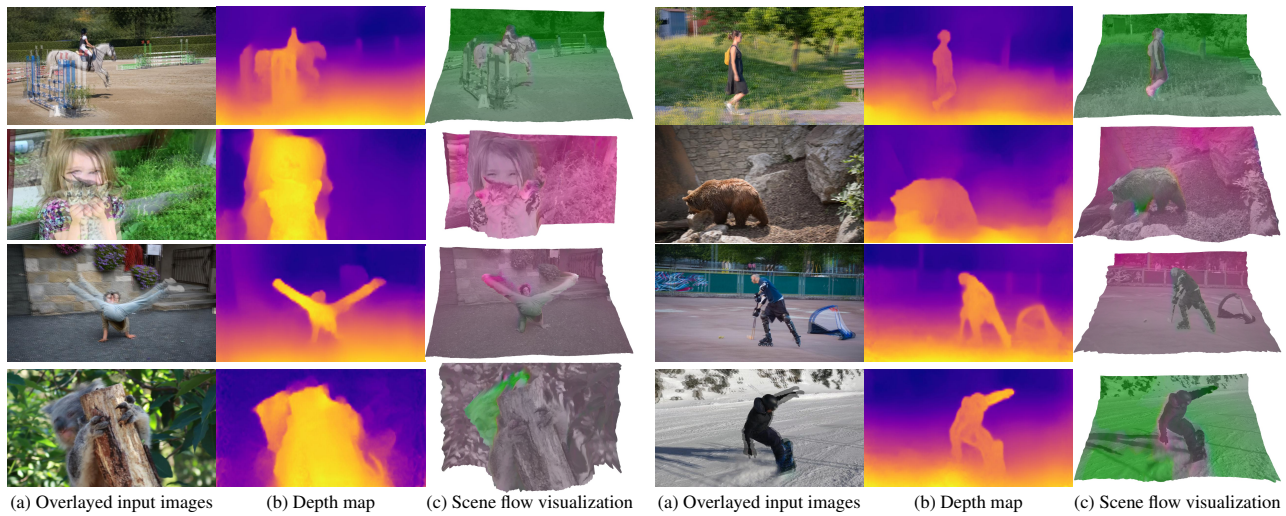 (a) Overlayed input images (b) Depth map (c) Scene flow visualization (a) Overlayed input images (b) Depth map (c) Scene flow visualization